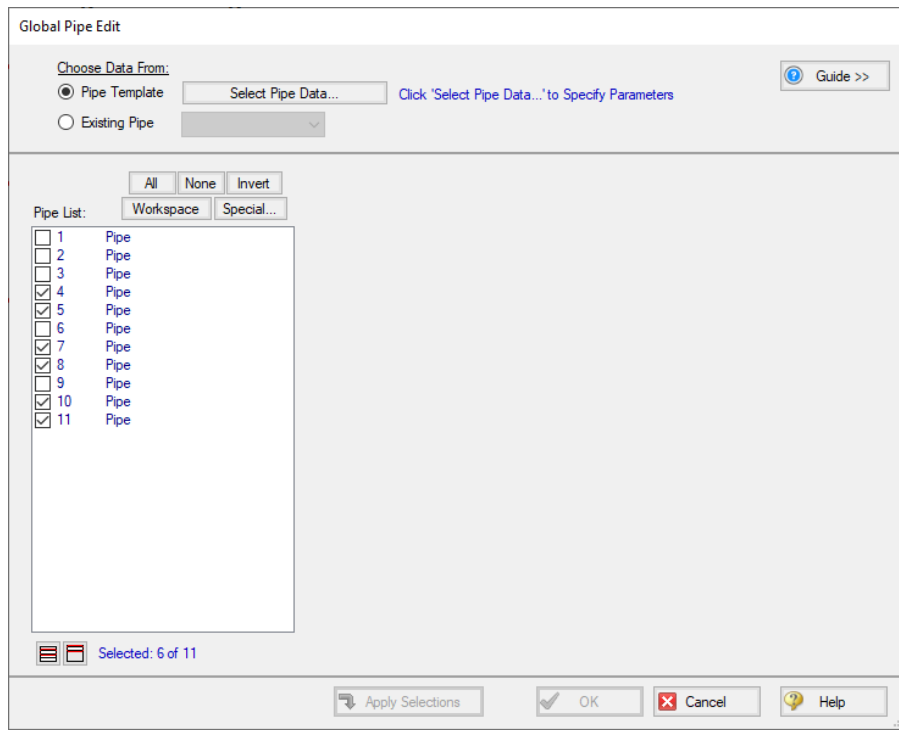 Global Pipe Edit
Choose Data From:
Pipe Template
Select Pipe Data...
Click 'Select Pipe Data...' to Specify Parameters
Guide >>
Existing Pipe
All
None
Invert
Pipe List:
Workspace
Special...
1 Pipe
2 Pipe
3 Pipe
4 Pipe
5 Pipe
6 Pipe
7 Pipe
8 Pipe
9 Pipe
10 Pipe
11 Pipe
Selected: 6 of 11
Apply Selections
OK
Cancel
Help